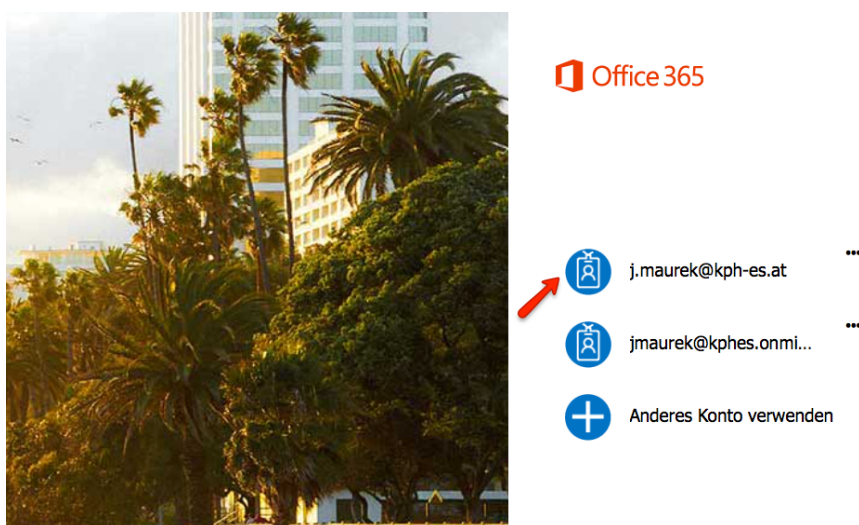 Office 365
j.maurek@kph-es.at
jmaurek@kphes.onmi...
Anderes Konto verwenden